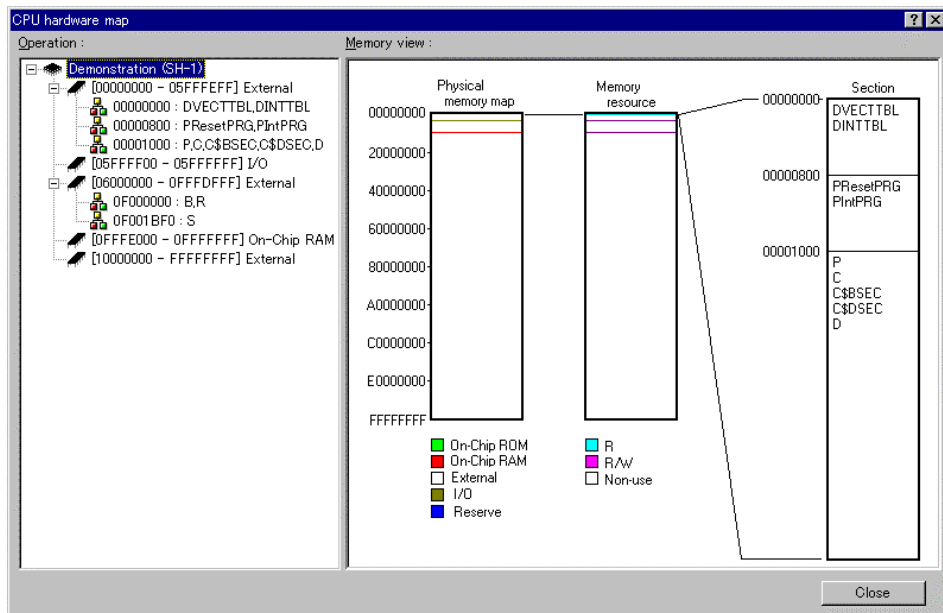 CPU hardware map
Operation :
Demonstration (SH-1)
[00000000 - 05FFFEFF] External
00000000 : DVECTTBL,DINTTBL
00000800 : PResetPRG,PIntPRG
00001000 : P,C,C$BSEC,C$DSEC,D
[05FFFF00 - 05FFFFFF] I/O
[06000000 - 0FFFDFFF] External
0F000000 : B,R
0F001BF0 : S
[0FFFE000 - 0FFFFFFF] On-Chip RAM
[10000000 - FFFFFFFF] External
Memory view :
Physical
memory map
00000000
20000000
40000000
60000000
80000000
A0000000
C0000000
E0000000
FFFFFFFF
On-Chip ROM
On-Chip RAM
External
I/O
Reserve
Memory
resource
R
R/W
Non-use
Section
00000000
DVECTTBL
DINTTBL
00000800
PResetPRG
PIntPRG
00001000
P
C
C$BSEC
C$DSEC
D
Close